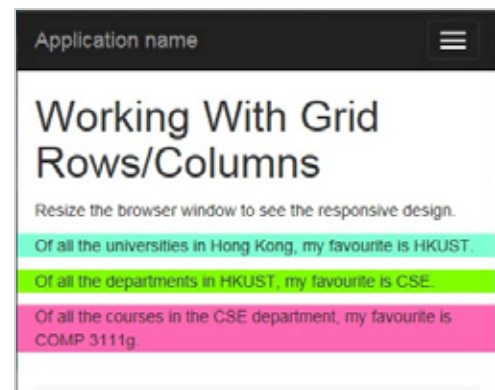 Application name
Working With Grid
Rows/Columns
Resize the browser window to see the responsive design.
Of all the universities in Hong Kong, my favourite is HKUST.
Of all the departments in HKUST, my favourite is CSE.
Of all the courses in the CSE department, my favourite is
COMP 3111g.